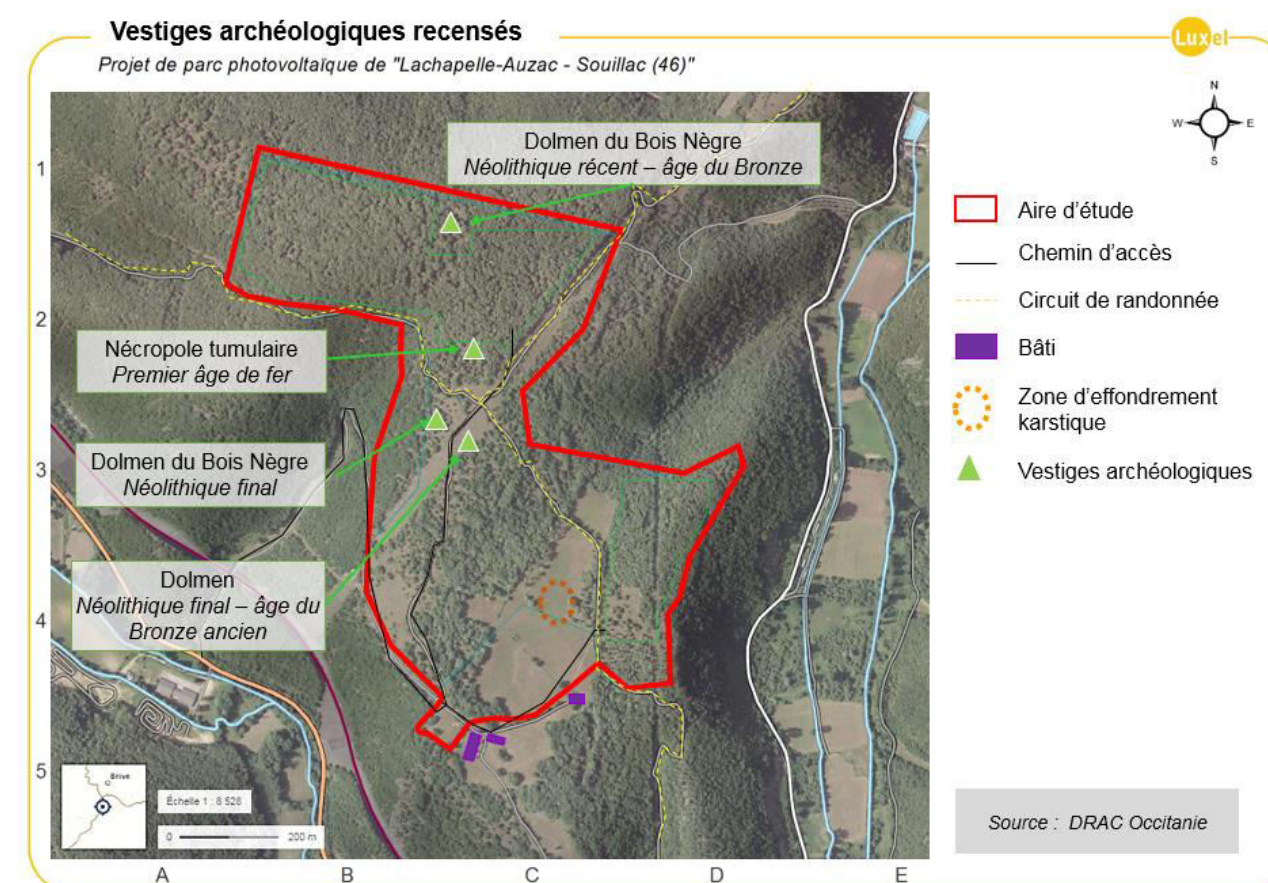 Vestiges archéologiques recensés
Projet de parc photovoltaïque de "Lachapelle-Auzac - Souillac (46)"
Luxel
N
W
E
S
Dolmen du Bois Nègre
Néolithique récent – âge du Bronze
Nécropole tumulaire
Premier âge de fer
Dolmen du Bois Nègre
Néolithique final
Dolmen
Néolithique final – âge du
Bronze ancien
1
2
3
4
5
A
B
C
D
E
Brive
Échelle 1 : 8 528
0
200 m
Aire d'étude
Chemin d'accès
Circuit de randonnée
Bâti
Zone d'effondrement
karstique
Vestiges archéologiques
Source : DRAC Occitanie